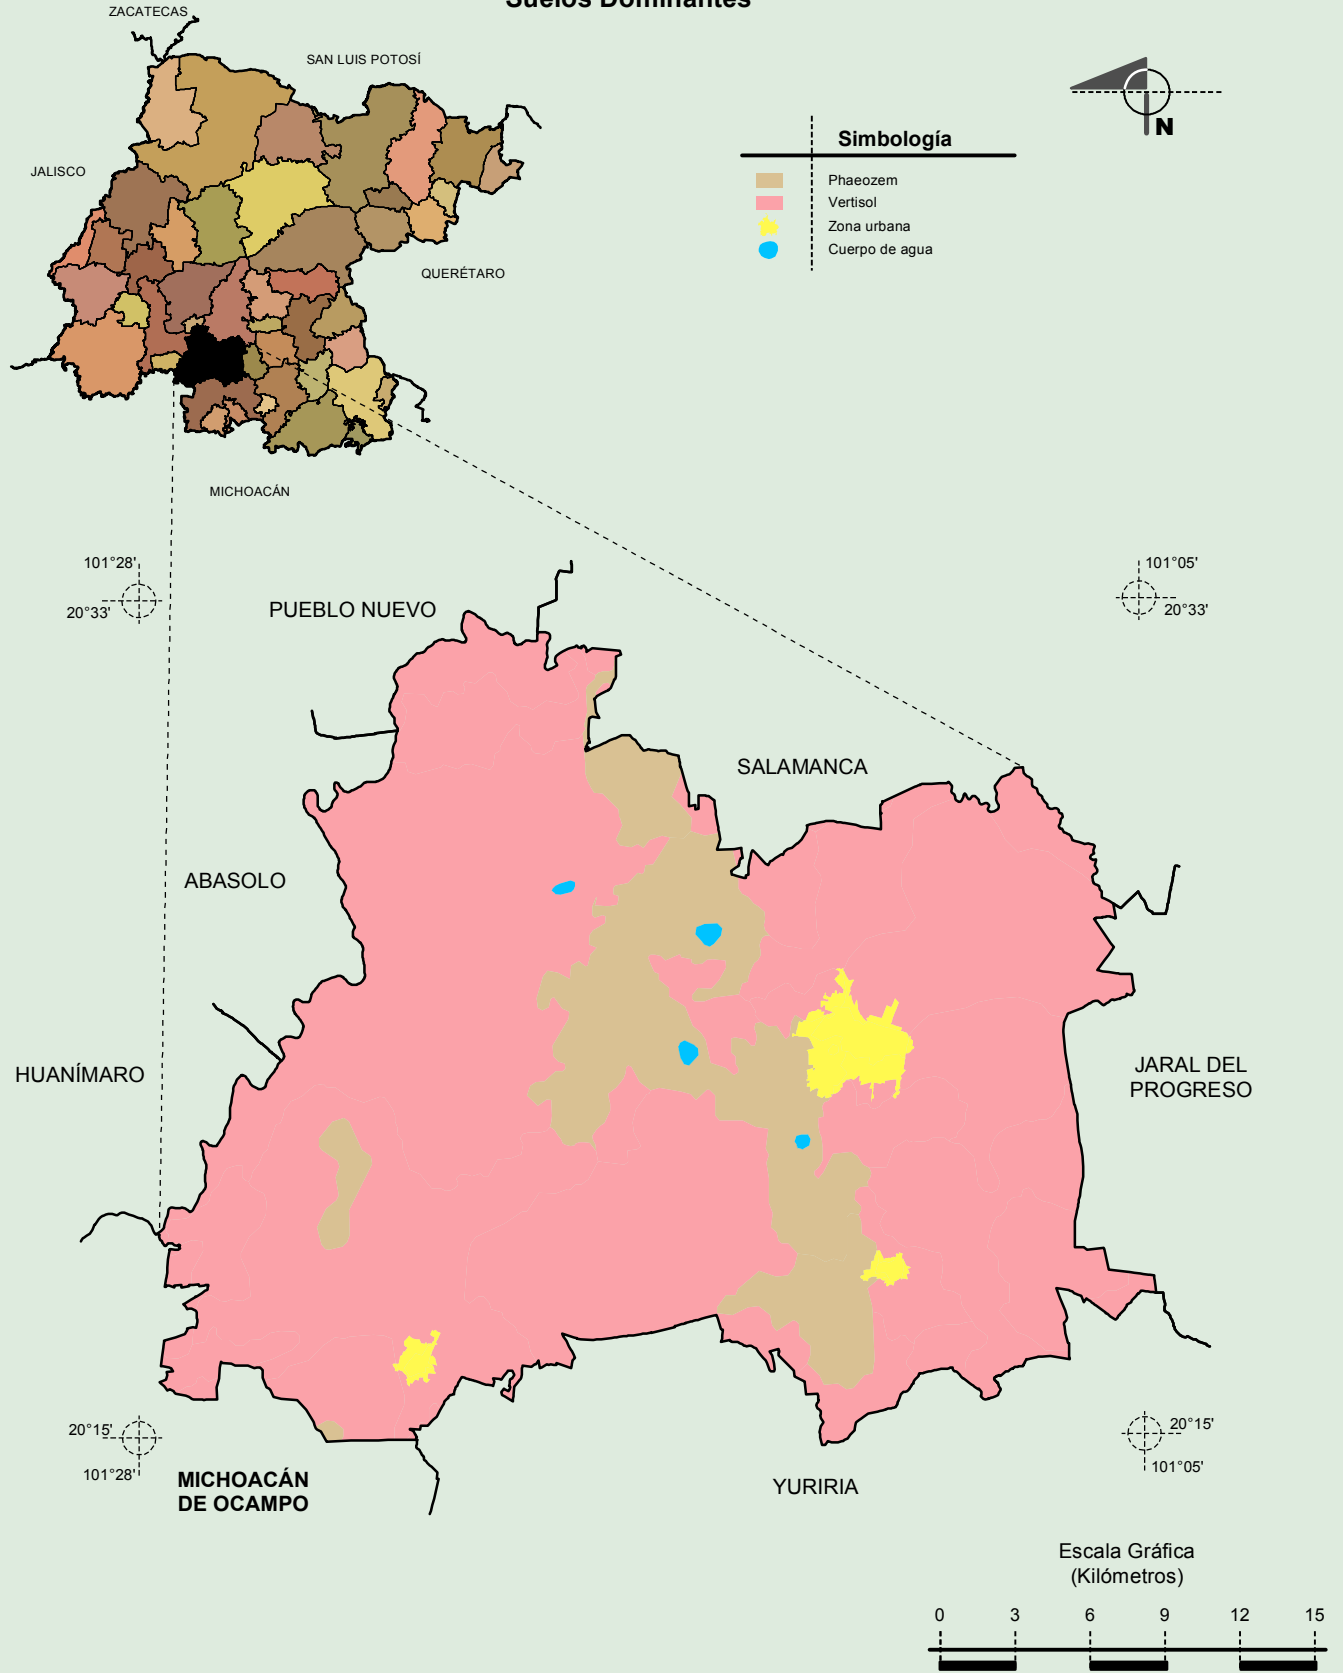 Suelos Dominantes
ZACATECAS
SAN LUIS POTOSÍ
JALISCO
QUERÉTARO
MICHOACÁN
N
Simbología
Phaeozem
Vertisol
Zona urbana
Cuerpo de agua
101°28'
20°33'
101°05'
20°33'
PUEBLO NUEVO
SALAMANCA
ABASOLO
HUANÍMARO
JARAL DEL
PROGRESO
20°15'
101°28'
20°15'
101°05'
MICHOACÁN
DE OCAMPO
YURIRIA
Escala Gráfica
(Kilómetros)
0 3 6 9 12 15